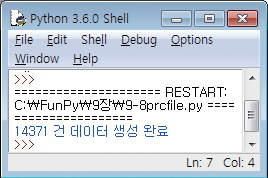 Python 3.6.0 Shell
File Edit Shell Debug Options
Window Help
>>>
===================== RESTART:
C:₩FunPy₩9장₩9-8prcfile.py ====
=================
14371 건 데이터 생성 완료
>>>
Ln: 7 Col: 4